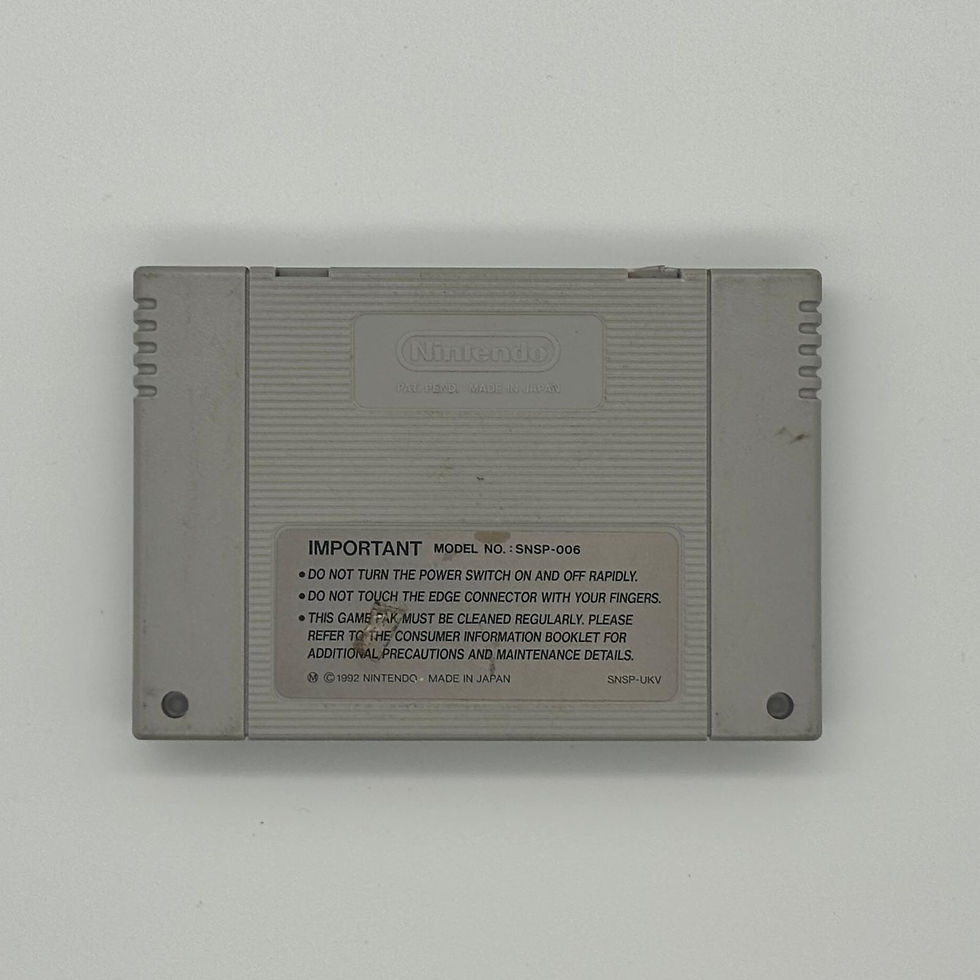 Nintendo
PAT. PEND. MADE IN JAPAN
IMPORTANT MODEL NO. : SNSP-006
• DO NOT TURN THE POWER SWITCH ON AND OFF RAPIDLY.
• DO NOT TOUCH THE EDGE CONNECTOR WITH YOUR FINGERS.
• THIS GAME PAK MUST BE CLEANED REGULARLY. PLEASE
REFER TO THE CONSUMER INFORMATION BOOKLET FOR
ADDITIONAL PRECAUTIONS AND MAINTENANCE DETAILS.
Ⓜ ©1992 NINTENDO MADE IN JAPAN SNSP-UKV